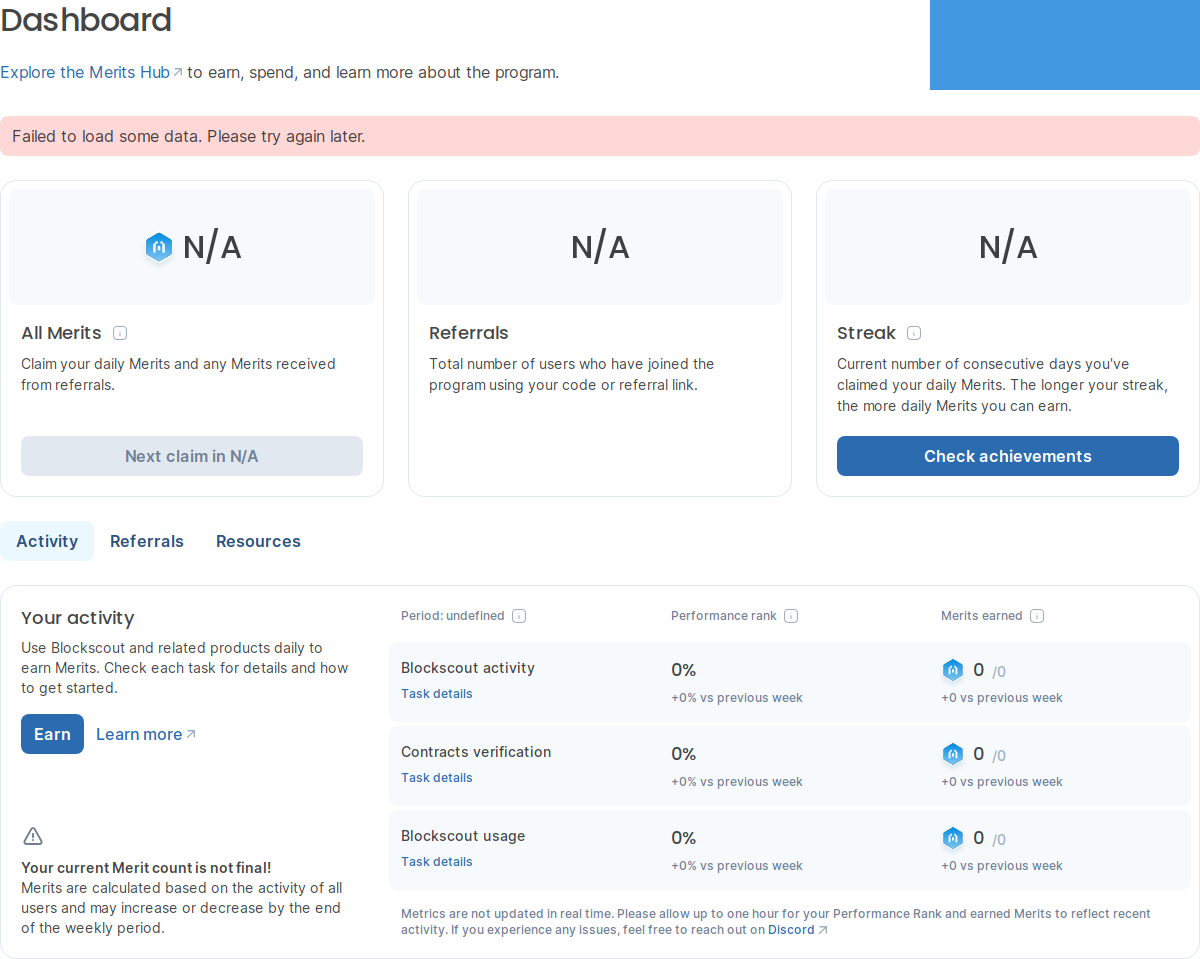 Dashboard
Explore the Merits Hub to earn, spend, and learn more about the program.
Failed to load some data. Please try again later.
N/A
All Merits
Claim your daily Merits and any Merits received
from referrals.
Next claim in N/A
N/A
Referrals
Total number of users who have joined the
program using your code or referral link.
N/A
Streak
Current number of consecutive days you've
claimed your daily Merits. The longer your streak,
the more daily Merits you can earn.
Check achievements
Activity
Referrals
Resources
Your activity
Use Blockscout and related products daily to
earn Merits. Check each task for details and how
to get started.
Earn
Learn more
Your current Merit count is not final!
Merits are calculated based on the activity of all
users and may increase or decrease by the end
of the weekly period.
Period: undefined
Performance rank
Merits earned
Blockscout activity
Task details
0%
+0% vs previous week
0 /0
+0 vs previous week
Contracts verification
Task details
0%
+0% vs previous week
0 /0
+0 vs previous week
Blockscout usage
Task details
0%
+0% vs previous week
0 /0
+0 vs previous week
Metrics are not updated in real time. Please allow up to one hour for your Performance Rank and earned Merits to reflect recent
activity. If you experience any issues, feel free to reach out on Discord